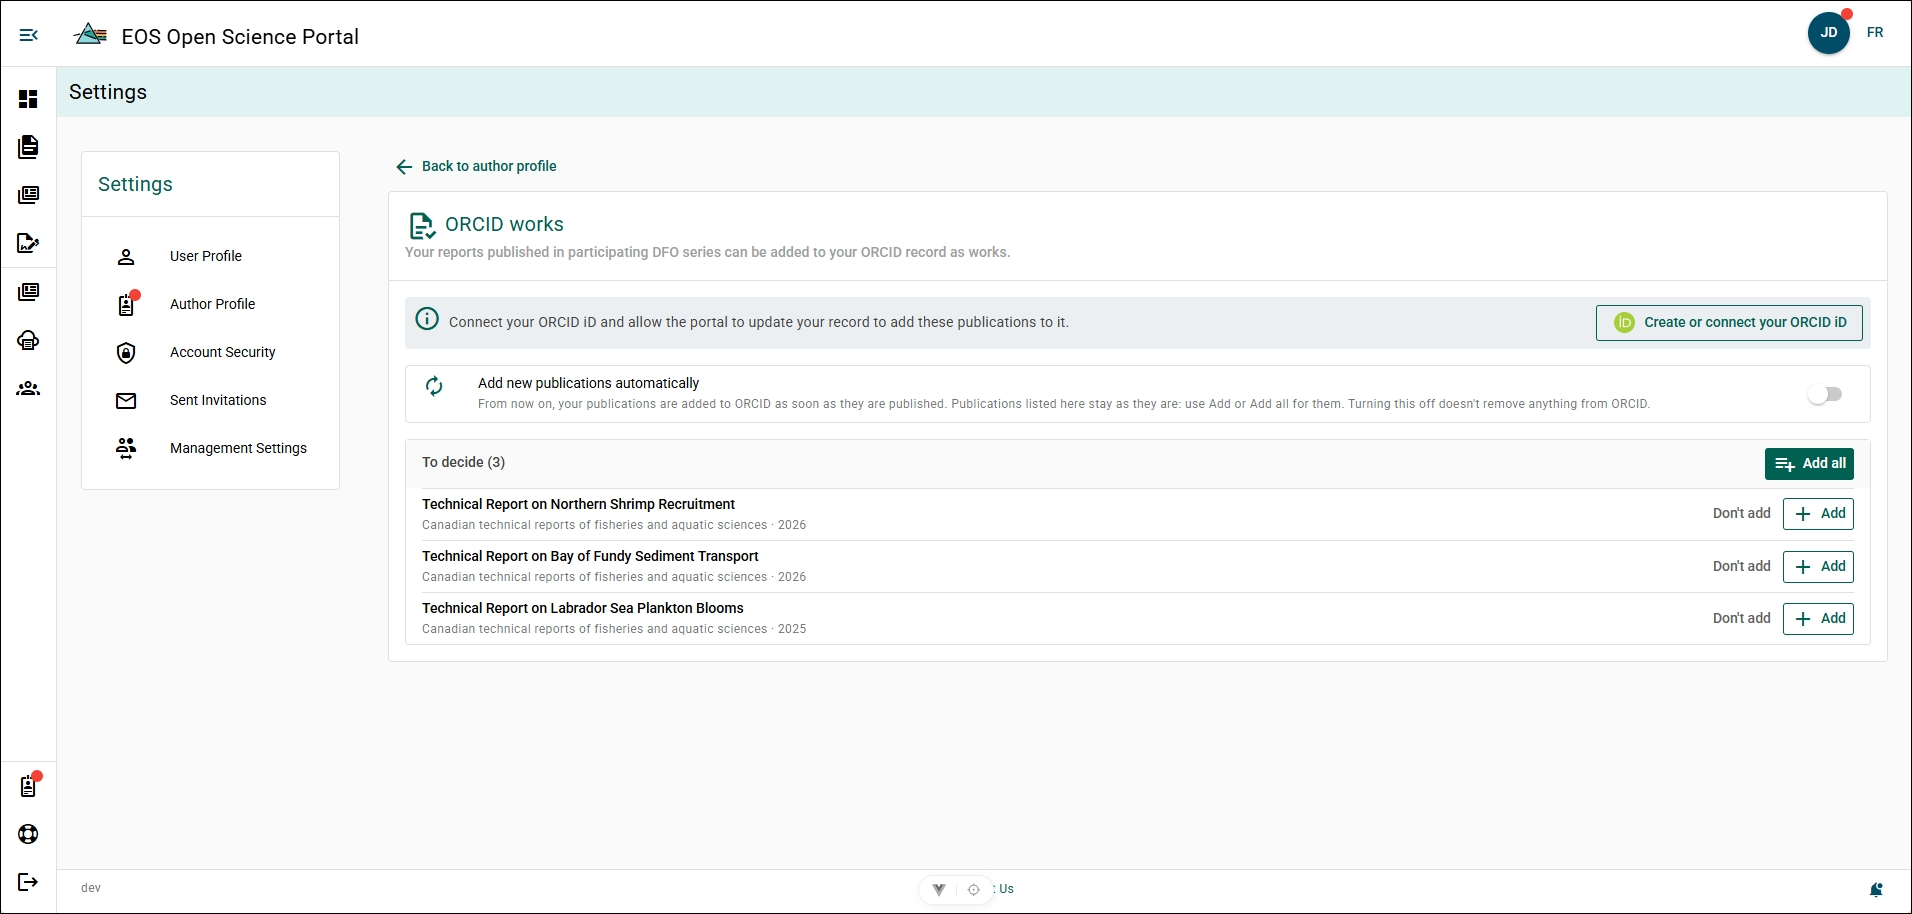 EOS Open Science Portal
JD
FR
Settings
Settings
User Profile
Author Profile
Account Security
Sent Invitations
Management Settings
Back to author profile
ORCID works
Your reports published in participating DFO series can be added to your ORCID record as works.
Connect your ORCID iD and allow the portal to update your record to add these publications to it.
iD Create or connect your ORCID iD
Add new publications automatically
From now on, your publications are added to ORCID as soon as they are published. Publications listed here stay as they are: use Add or Add all for them. Turning this off doesn't remove anything from ORCID.
To decide (3)
Add all
Technical Report on Northern Shrimp Recruitment
Canadian technical reports of fisheries and aquatic sciences · 2026
Don't add
Add
Technical Report on Bay of Fundy Sediment Transport
Canadian technical reports of fisheries and aquatic sciences · 2026
Don't add
Add
Technical Report on Labrador Sea Plankton Blooms
Canadian technical reports of fisheries and aquatic sciences · 2025
Don't add
Add
dev
Us